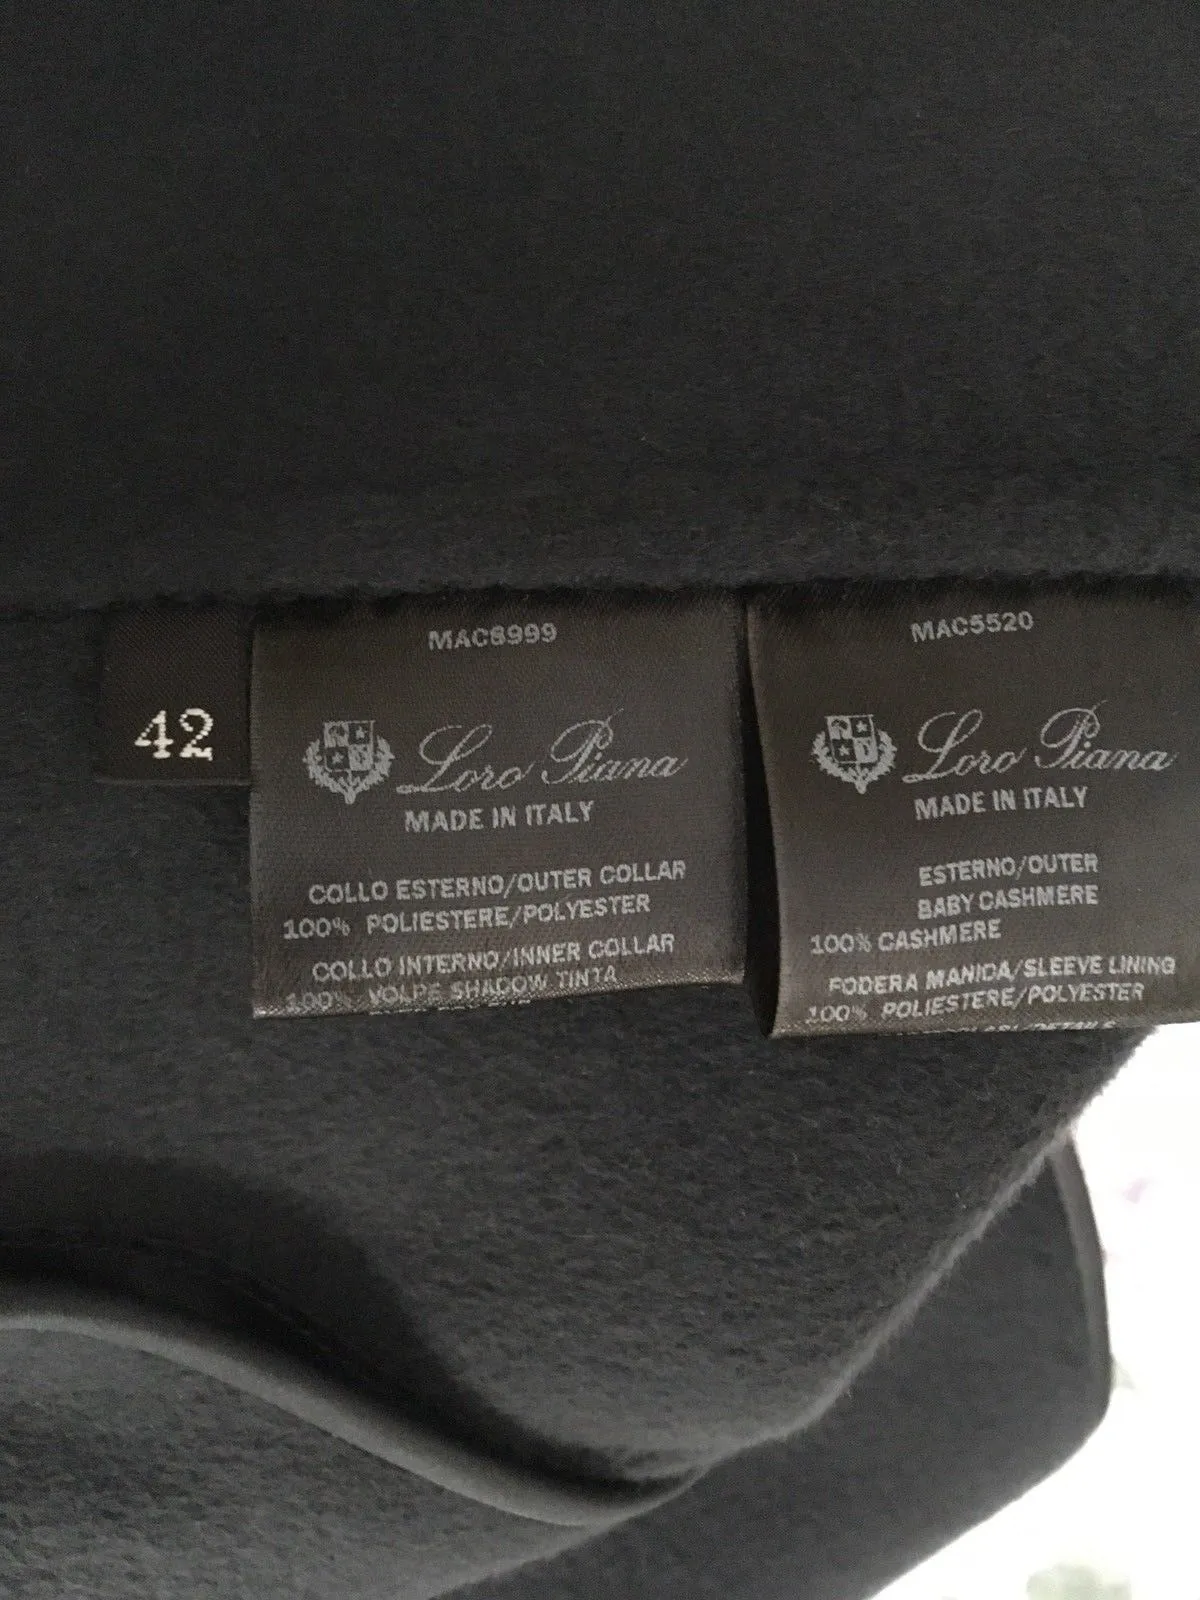 42
MAC8999
Loro Piana
MADE IN ITALY
COLLO ESTERNO/OUTER COLLAR
100% POLIESTERE/POLYESTER
COLLO INTERNO/INNER COLLAR
100% VOLPE SHADOW TINTA
MAC5520
Loro Piana
MADE IN ITALY
ESTERNO/OUTER
BABY CASHMERE
100% CASHMERE
FODERA MANICA/SLEEVE LINING
100% POLIESTERE/POLYESTER